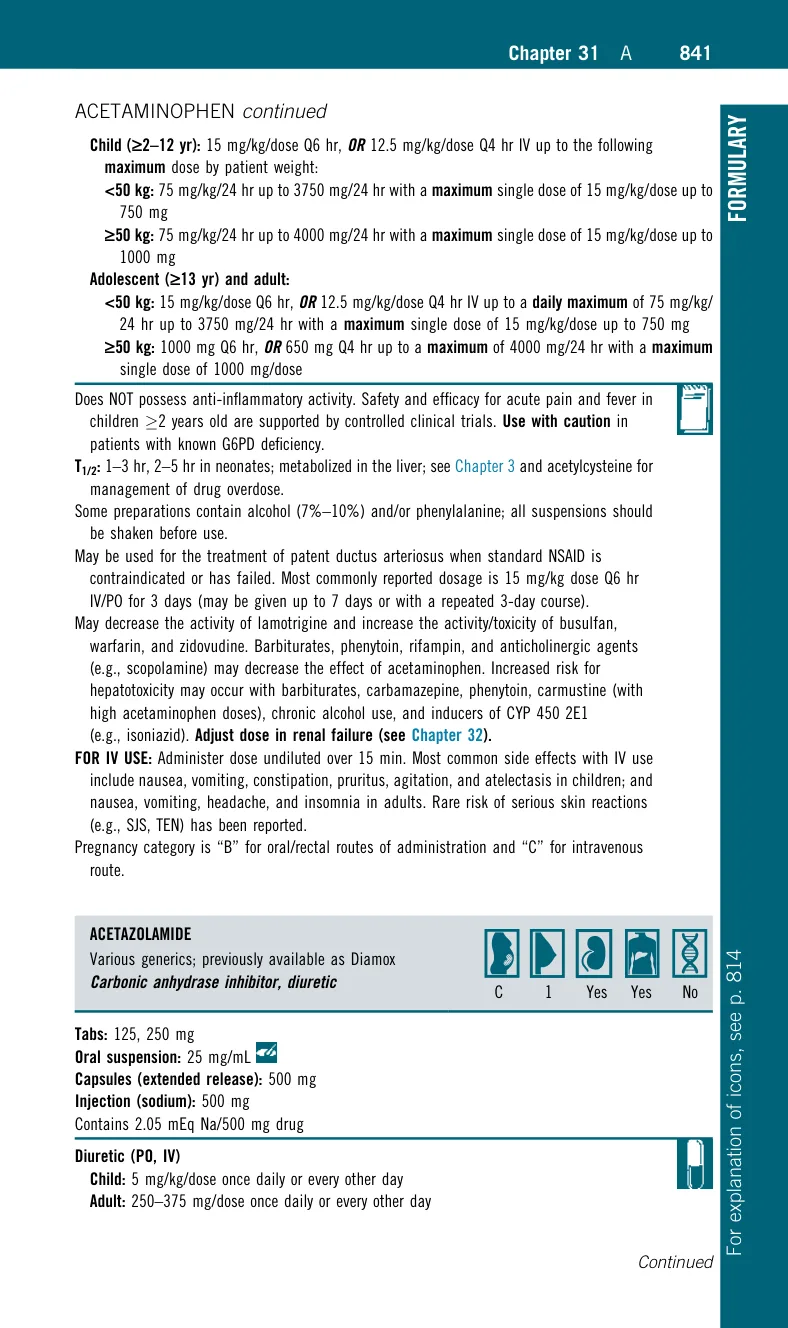 Chapter 31 A 841
ACETAMINOPHEN continued
Child (≥2–12 yr): 15 mg/kg/dose Q6 hr, OR 12.5 mg/kg/dose Q4 hr IV up to the following
maximum dose by patient weight:
<50 kg: 75 mg/kg/24 hr up to 3750 mg/24 hr with a maximum single dose of 15 mg/kg/dose up to
750 mg
≥50 kg: 75 mg/kg/24 hr up to 4000 mg/24 hr with a maximum single dose of 15 mg/kg/dose up to
1000 mg
Adolescent (≥13 yr) and adult:
<50 kg: 15 mg/kg/dose Q6 hr, OR 12.5 mg/kg/dose Q4 hr IV up to a daily maximum of 75 mg/kg/
24 hr up to 3750 mg/24 hr with a maximum single dose of 15 mg/kg/dose up to 750 mg
≥50 kg: 1000 mg Q6 hr, OR 650 mg Q4 hr up to a maximum of 4000 mg/24 hr with a maximum
single dose of 1000 mg/dose
Does NOT possess anti-inflammatory activity. Safety and efficacy for acute pain and fever in
children ≥2 years old are supported by controlled clinical trials. Use with caution in
patients with known G6PD deficiency.
T1/2: 1–3 hr, 2–5 hr in neonates; metabolized in the liver; see Chapter 3 and acetylcysteine for
management of drug overdose.
Some preparations contain alcohol (7%–10%) and/or phenylalanine; all suspensions should
be shaken before use.
May be used for the treatment of patent ductus arteriosus when standard NSAID is
contraindicated or has failed. Most commonly reported dosage is 15 mg/kg dose Q6 hr
IV/PO for 3 days (may be given up to 7 days or with a repeated 3-day course).
May decrease the activity of lamotrigine and increase the activity/toxicity of busulfan,
warfarin, and zidovudine. Barbiturates, phenytoin, rifampin, and anticholinergic agents
(e.g., scopolamine) may decrease the effect of acetaminophen. Increased risk for
hepatotoxicity may occur with barbiturates, carbamazepine, phenytoin, carmustine (with
high acetaminophen doses), chronic alcohol use, and inducers of CYP 450 2E1
(e.g., isoniazid). Adjust dose in renal failure (see Chapter 32).
FOR IV USE: Administer dose undiluted over 15 min. Most common side effects with IV use
include nausea, vomiting, constipation, pruritus, agitation, and atelectasis in children; and
nausea, vomiting, headache, and insomnia in adults. Rare risk of serious skin reactions
(e.g., SJS, TEN) has been reported.
Pregnancy category is “B” for oral/rectal routes of administration and “C” for intravenous
route.
ACETAZOLAMIDE
Various generics; previously available as Diamox
Carbonic anhydrase inhibitor, diuretic
C 1 Yes Yes No
Tabs: 125, 250 mg
Oral suspension: 25 mg/mL
Capsules (extended release): 500 mg
Injection (sodium): 500 mg
Contains 2.05 mEq Na/500 mg drug
Diuretic (PO, IV)
Child: 5 mg/kg/dose once daily or every other day
Adult: 250–375 mg/dose once daily or every other day
Continued
FORMULARY
For explanation of icons, see p. 814